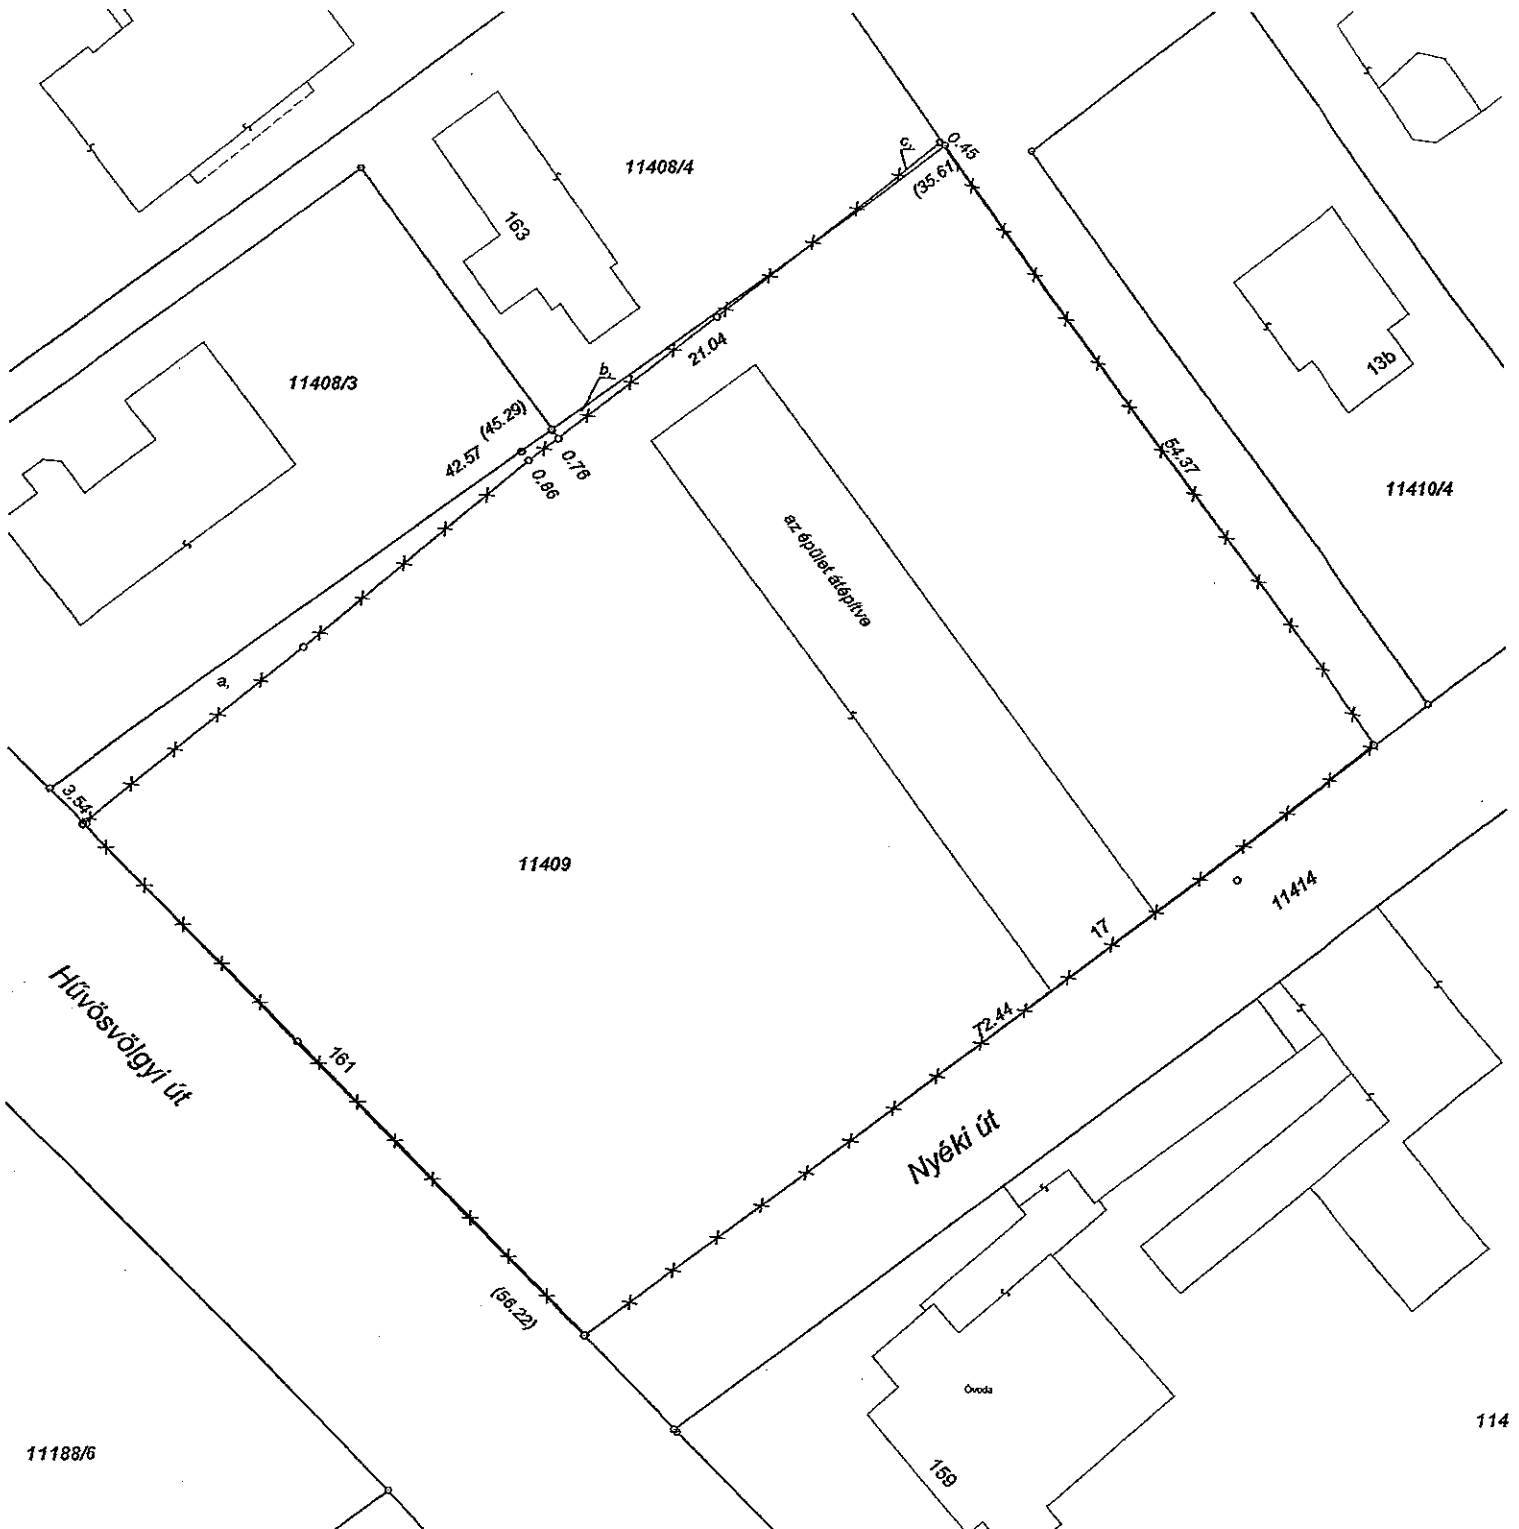 11408/4
c,
0.45
(35.61)
163
11408/3
b,
21.04
13b
(45.29)
42.57
0.76
0.86
54.37
11410/4
az épület átépítve
a,
3,54
11409
11414
17
Hűvösvölgyi út
72.44
161
Nyéki út
(56.22)
Óvoda
114
11188/6
159